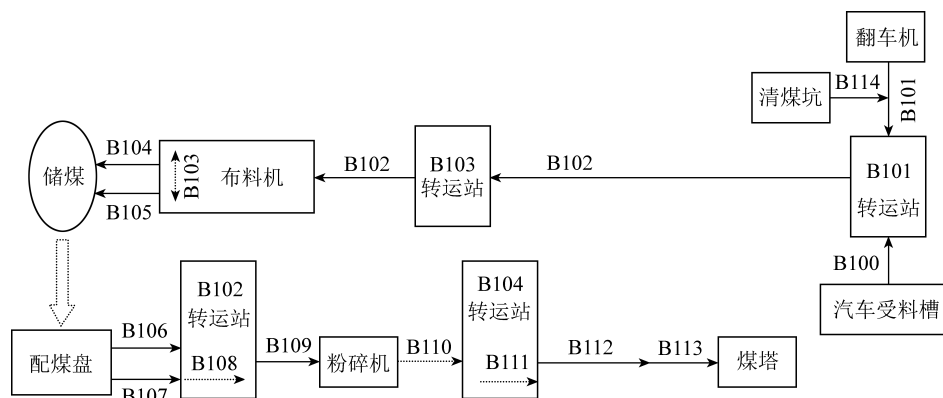 翻车机
清煤坑
B114
B101
B104
B103
储煤
布料机
B105
B102
B103
转运站
B102
B101
转运站
B100
汽车受料槽
B102
转运站
B104
转运站
配煤盘
B106
B107
B108
B109
粉碎机
B110
B111
B112
B113
煤塔